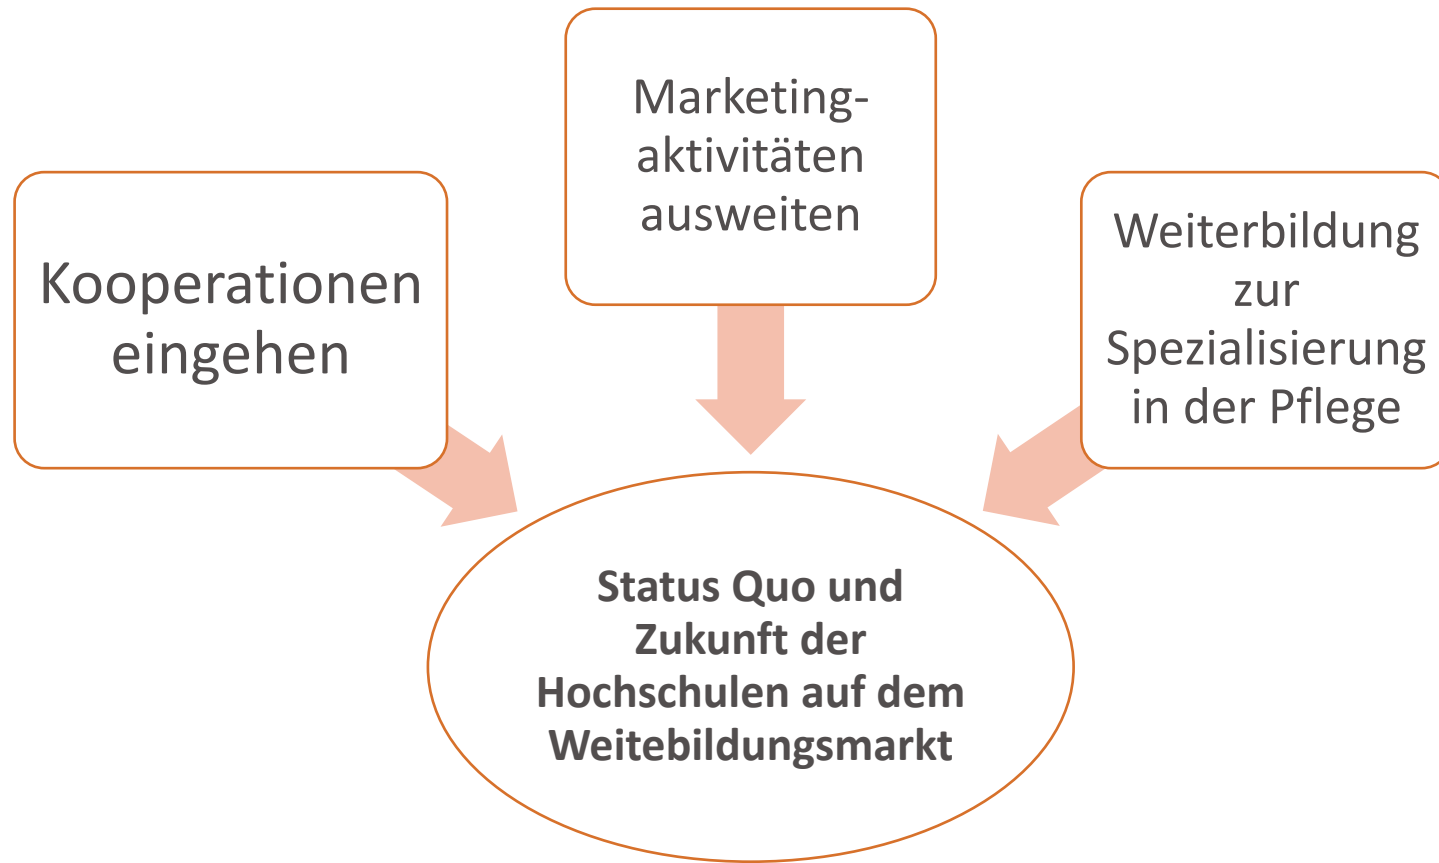 Kooperationen
eingehen
Marketing-
aktivitäten
ausweiten
Weiterbildung
zur
Spezialisierung
in der Pflege
Status Quo und
Zukunft der
Hochschulen auf dem
Weitebildungsmarkt